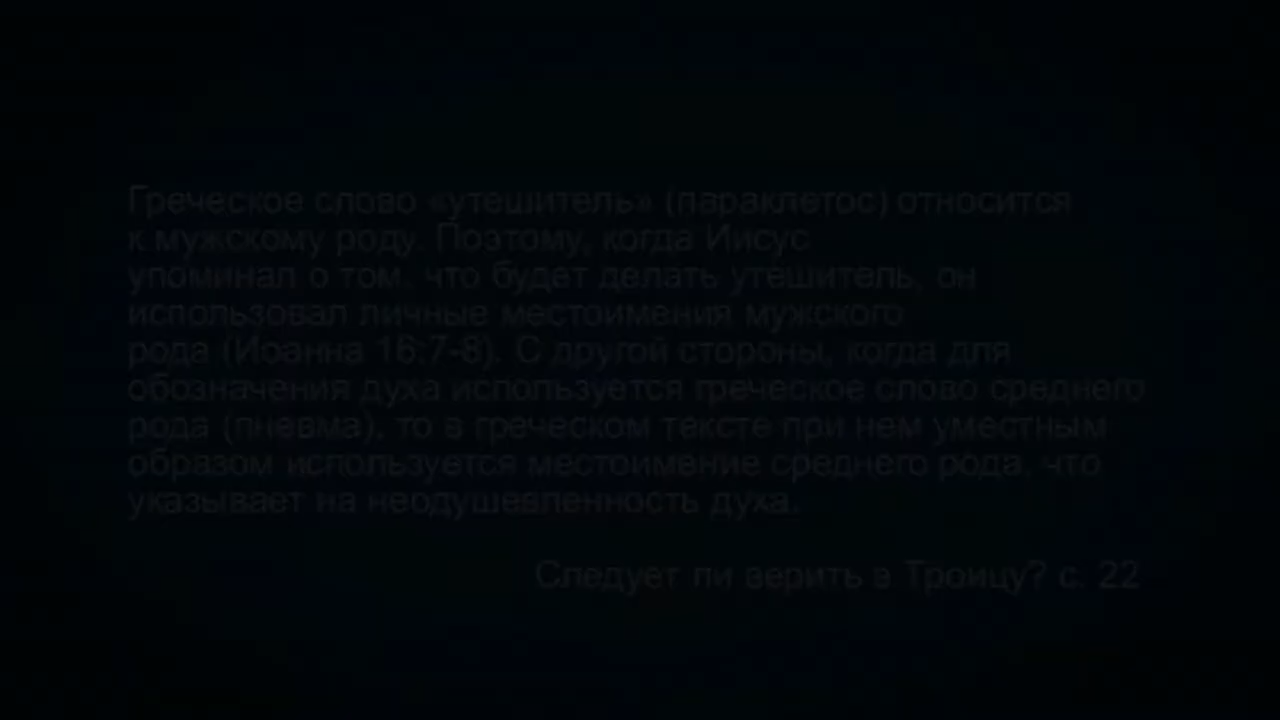 Греческое слово «утешитель» (параклетос) относится
к мужскому роду. Поэтому, когда Иисус
упоминал о том, что будет делать утешитель, он
использовал личные местоимения мужского
рода (Иоанна 16:7-8). С другой стороны, когда для
обозначения духа используется греческое слово среднего
рода (пневма), то в греческом тексте при нем уместным
образом используется местоимение среднего рода, что
указывает на неодушевленность духа.
Следует ли верить в Троицу? с. 22